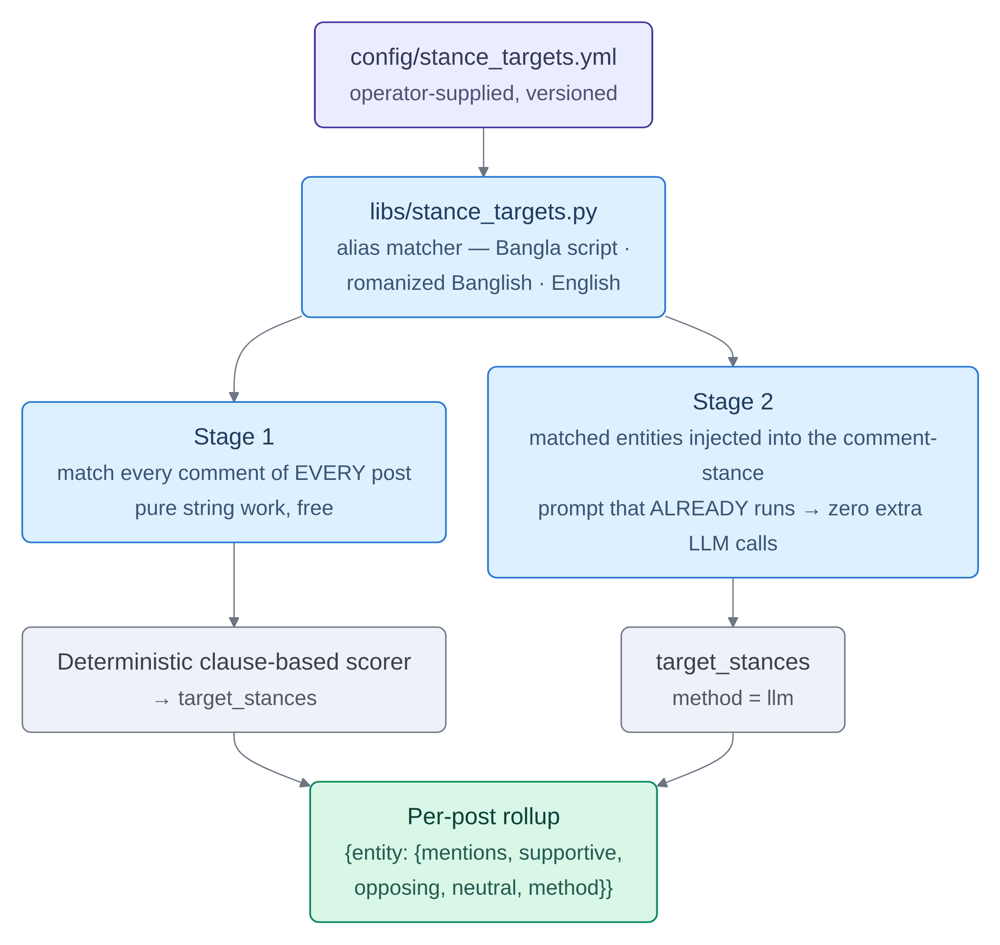 config/stance_targets.yml
operator-supplied, versioned
libs/stance_targets.py
alias matcher — Bangla script ·
romanized Banglish · English
Stage 1
match every comment of EVERY post
pure string work, free
Stage 2
matched entities injected into the comment-
stance
prompt that ALREADY runs → zero extra
LLM calls
Deterministic clause-based scorer
→ target_stances
target_stances
method = llm
Per-post rollup
{entity: {mentions, supportive,
opposing, neutral, method}}